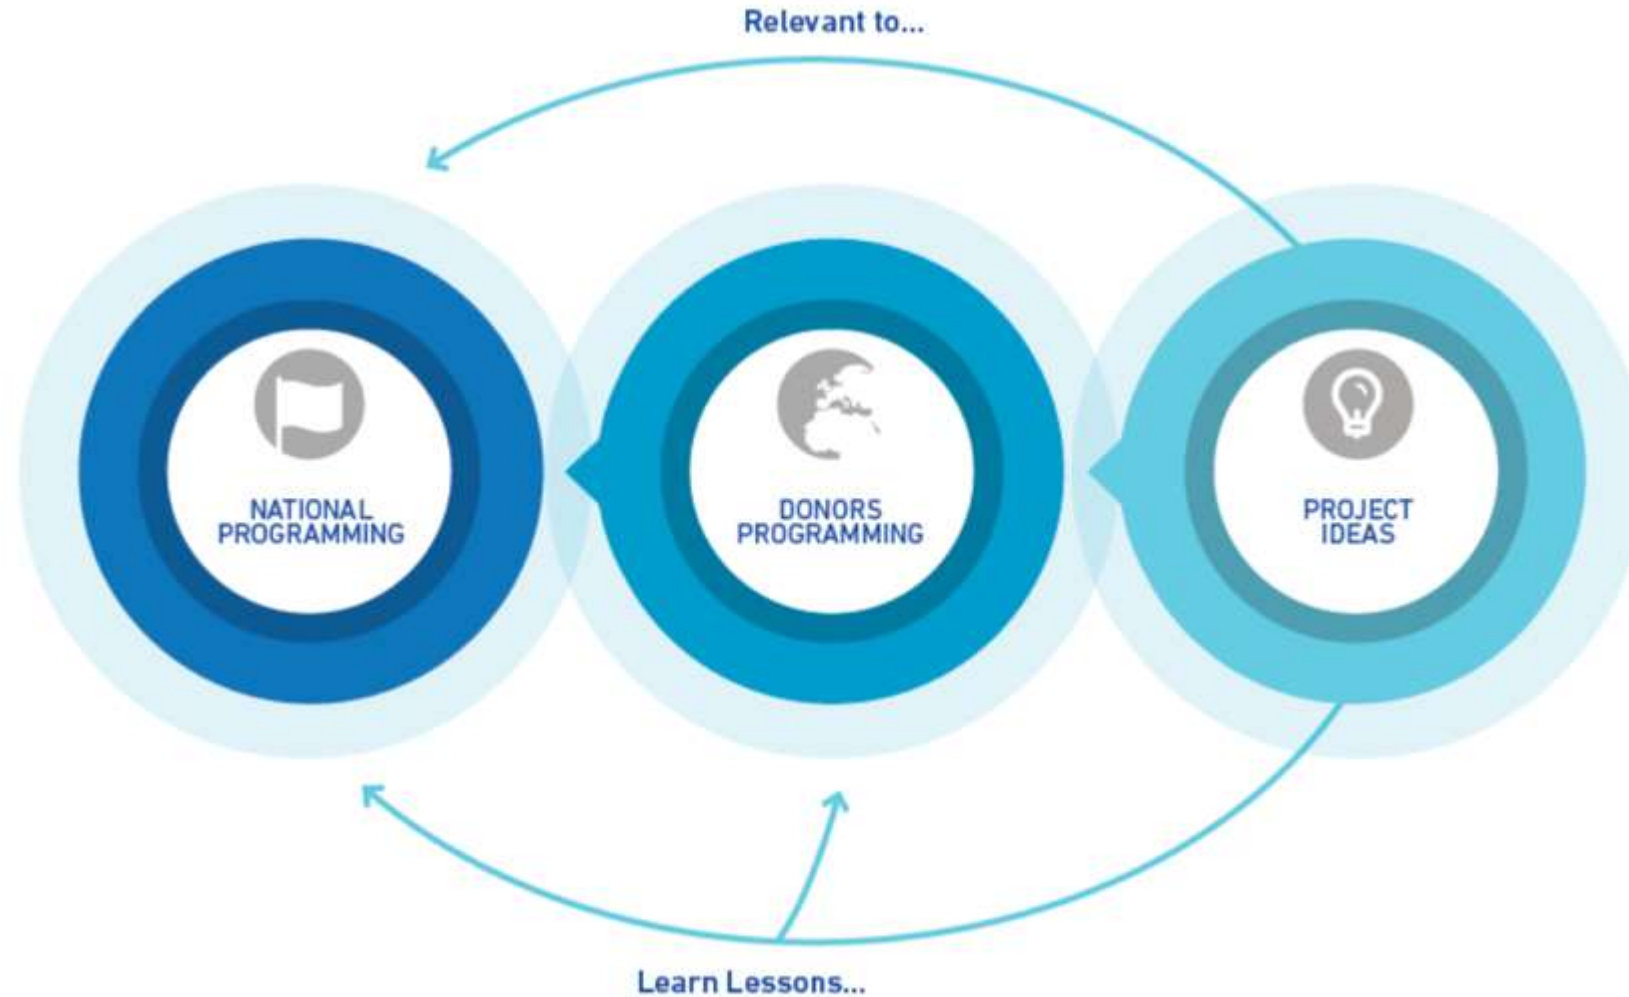 Relevant to...
NATIONAL
PROGRAMMING
DONORS
PROGRAMMING
PROJECT
IDEAS
Learn Lessons...